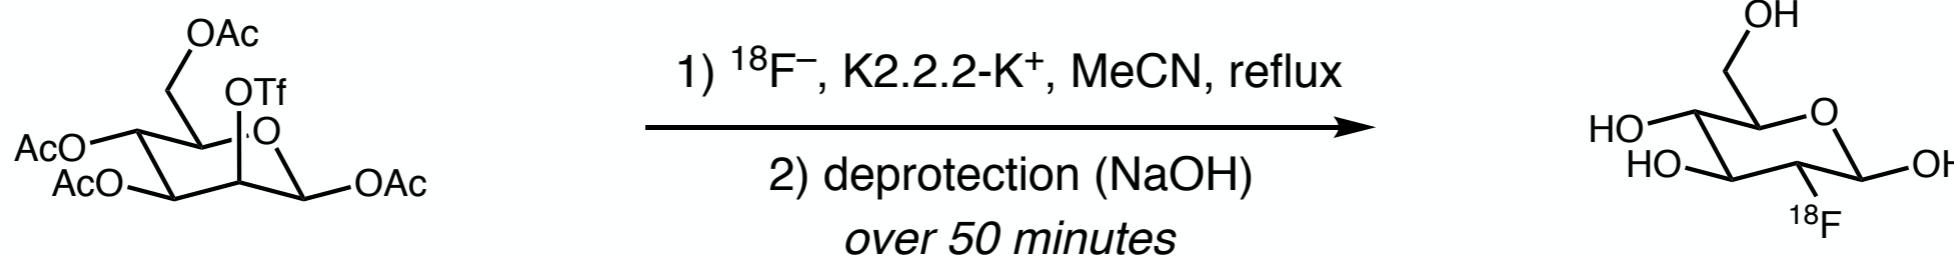 OAc
OTf
O
AcO
AcO
OAc
1) ¹⁸F⁻, K2.2.2-K⁺, MeCN, reflux
2) deprotection (NaOH)
over 50 minutes
OH
O
HO
HO
OH
¹⁸F